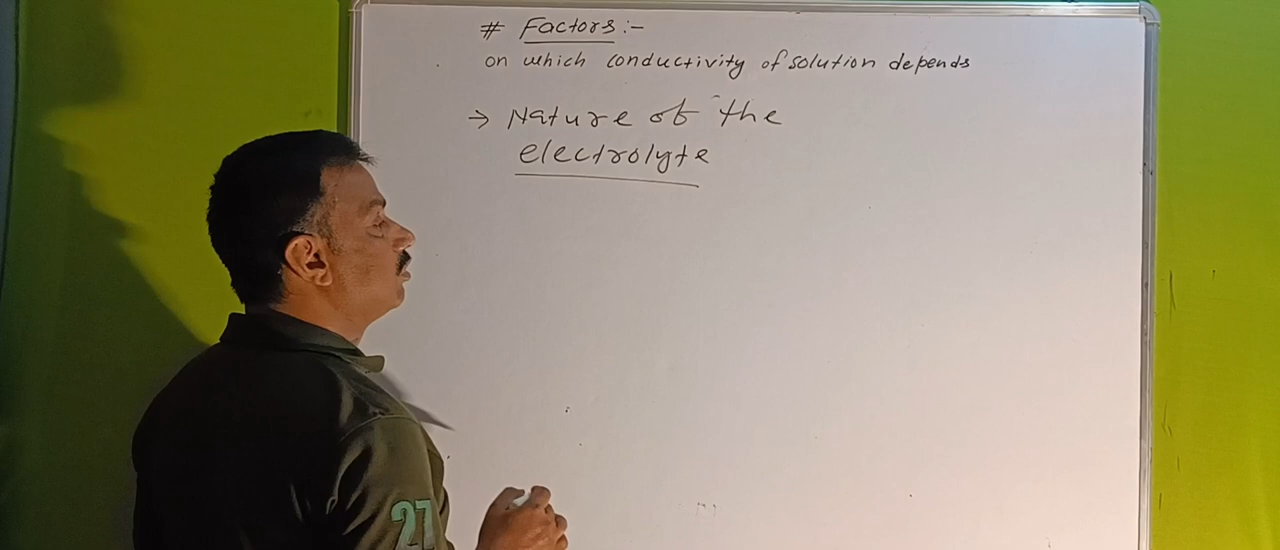 # Factors :-
on which conductivity of solution depends
→ Nature of the
electrolyte
27